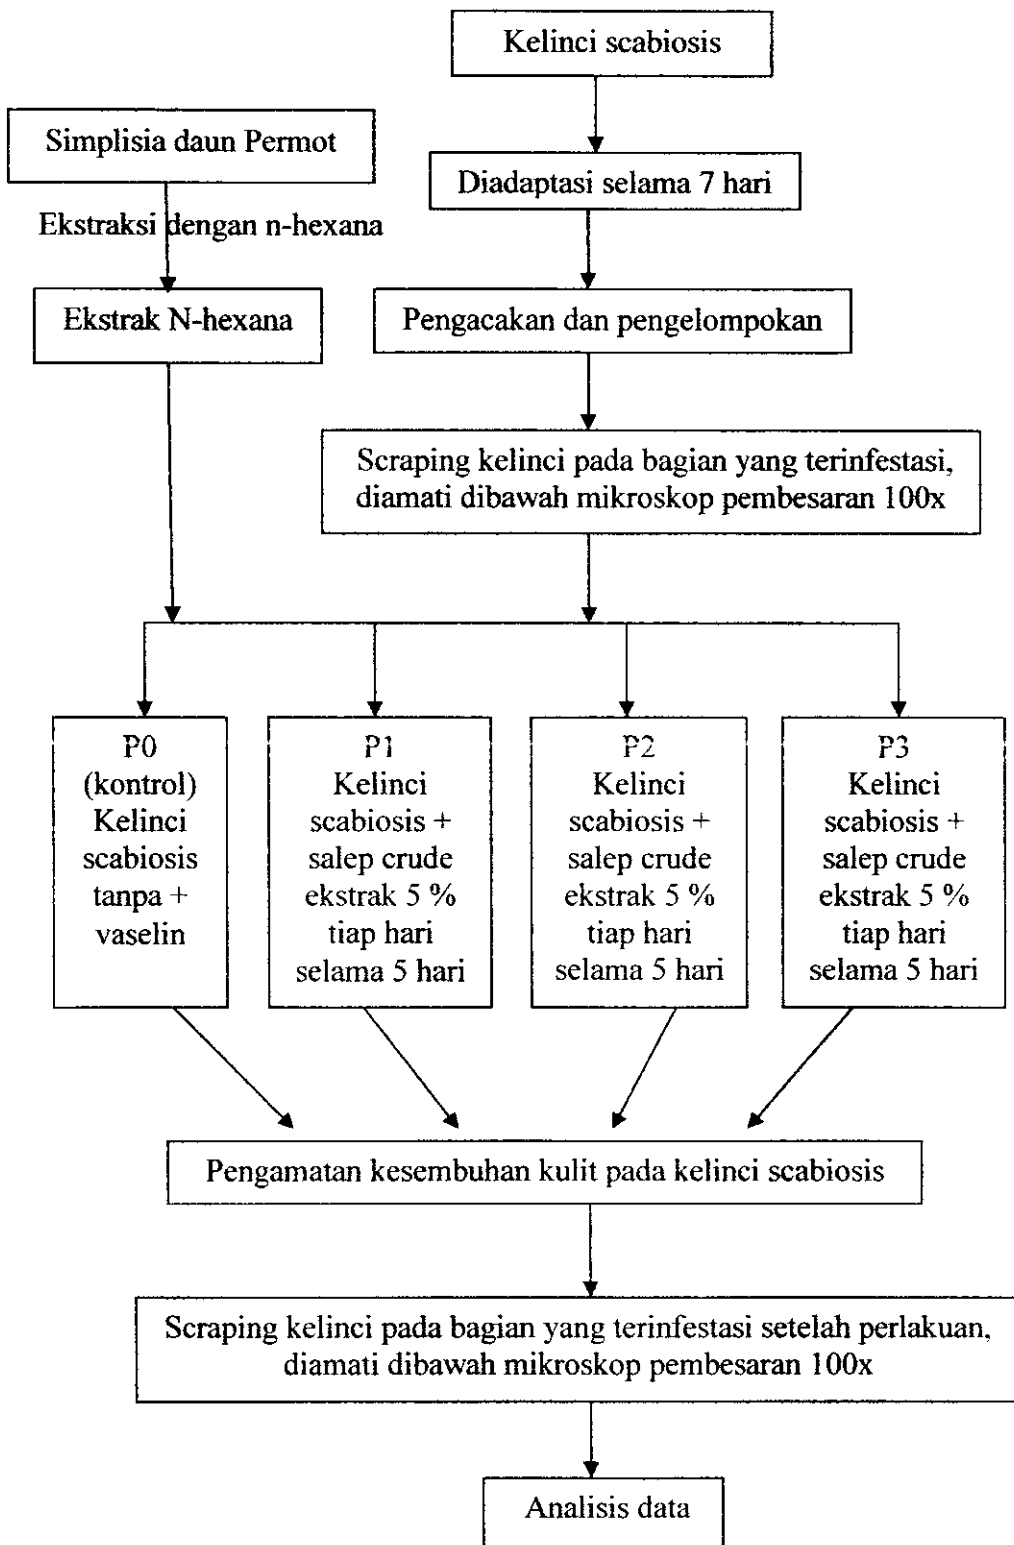 Kelinci scabiosis
Simplisia daun Permot
Diadaptasi selama 7 hari
Ekstraksi dengan n-hexana
Ekstrak N-hexana
Pengacakan dan pengelompokan
Scraping kelinci pada bagian yang terinfestasi,
diamati dibawah mikroskop pembesaran 100x
P0
(kontrol)
Kelinci
scabiosis
tanpa +
vaselin
P1
Kelinci
scabiosis +
salep crude
ekstrak 5 %
tiap hari
selama 5 hari
P2
Kelinci
scabiosis +
salep crude
ekstrak 5 %
tiap hari
selama 5 hari
P3
Kelinci
scabiosis +
salep crude
ekstrak 5 %
tiap hari
selama 5 hari
Pengamatan kesembuhan kulit pada kelinci scabiosis
Scraping kelinci pada bagian yang terinfestasi setelah perlakuan,
diamati dibawah mikroskop pembesaran 100x
Analisis data